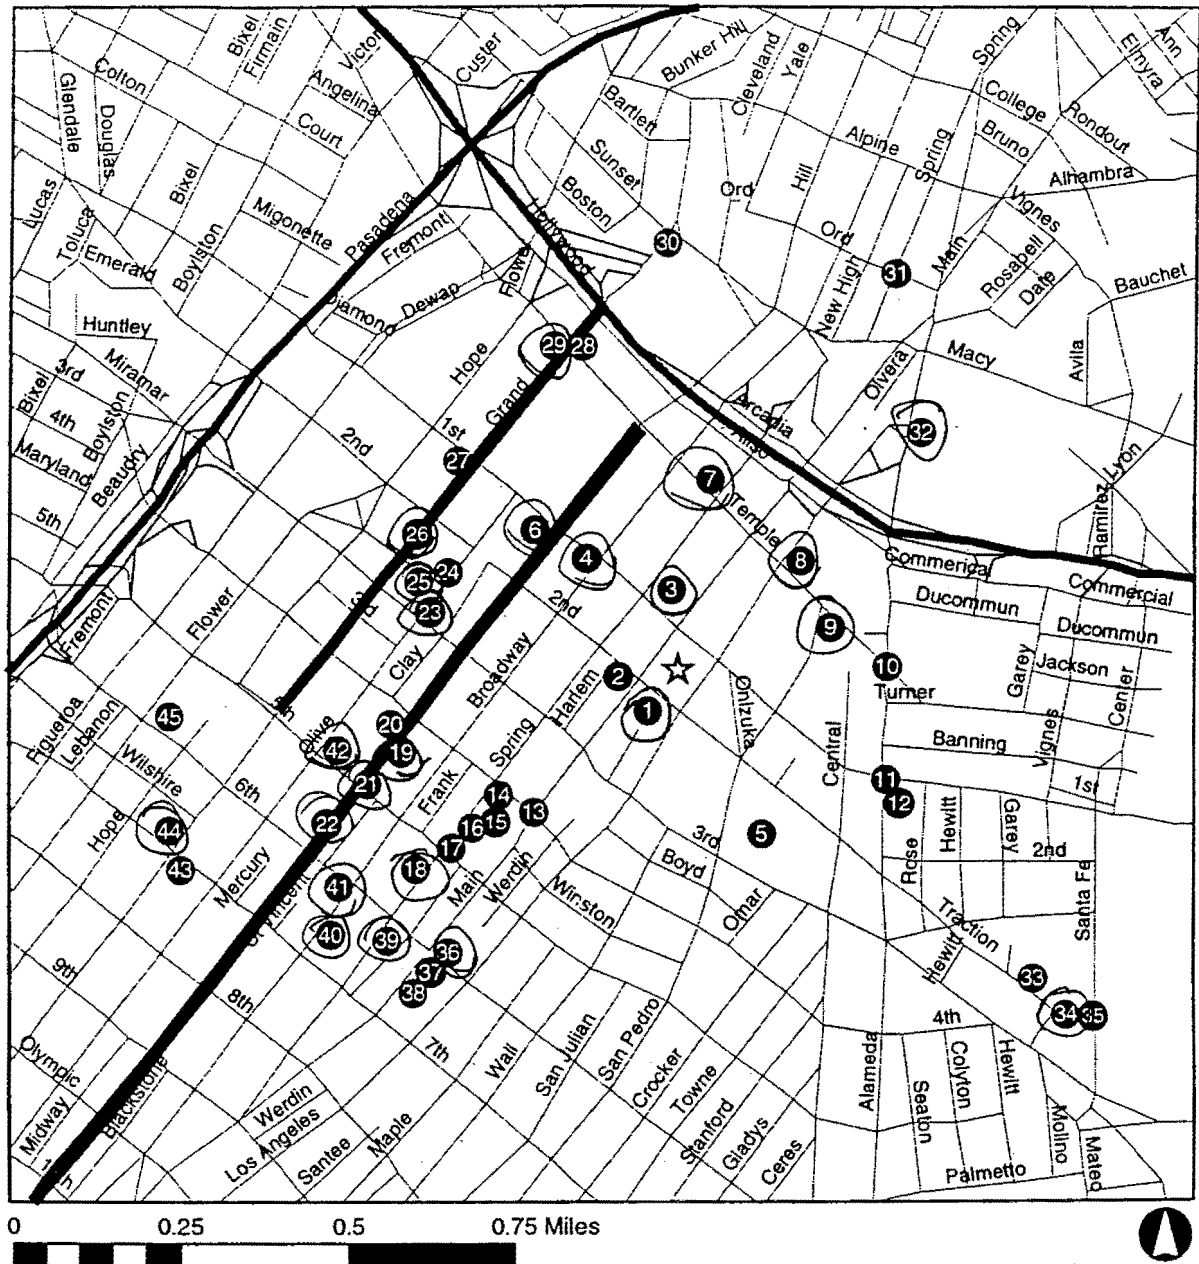 Bixel
Firmain
Victor
Custer
Bunker Hill
Cleveland
Yale
Spring
Ann
Elmyra
Glendale
Colton
Douglas
Angelina
Court
Bartlett
College
Rondout
Bruno
Alpine
Spring
Sunset
Hill
Alhambra
Lucas
Bixel
Boston
Ord
Vignes
Toluca
Migonette
Pasadena
Fremont
Hollywood
Ord
Main
Rosabell
Emerald
Boylston
Flower
30
31
New High
Date
Bauchet
Diamond
Dewap
Huntley
Miramar
29
28
Olvera
Macy
Avila
3rd
Bixel
Hope
Grand
4th
Boylston
Arcadia
Aliso
32
2nd
1st
Maryland
Beaudry
27
7
Lyon
Ramirez
5th
26
6
Temple
4
8
Commerical
25
24
3
Commercial
3rd
23
2nd
Ducommun
9
Ducommun
Fremont
Flower
Clay
Broadway
10
Garey
Jackson
Harlem
2
Turner
Center
1
Onizuka
45
Figueroa
Lebanon
5th
Olive
20
42
19
Spring
Central
Banning
Vignes
Wilshire
6th
21
Frank
11
1st
14
12
44
22
16
15
13
Hope
5
3rd
Hewitt
Garey
17
Boyd
2nd
43
Mercury
18
Rose
41
Main
Werdin
Winston
Omar
Santa Fe
St Vincent
40
39
36
Traction
Hewitt
37
9th
38
33
8th
34
35
4th
7th
Wall
San Julian
San Pedro
Olympic
Crocker
Towne
Alameda
Colyton
Hewitt
Midway
Blackstone
Werdin
Los Angeles
Santee
Maple
Stanford
Gladys
Ceres
Seaton
Molino
Mateo
Palmetto
0 0.25 0.5 0.75 Miles